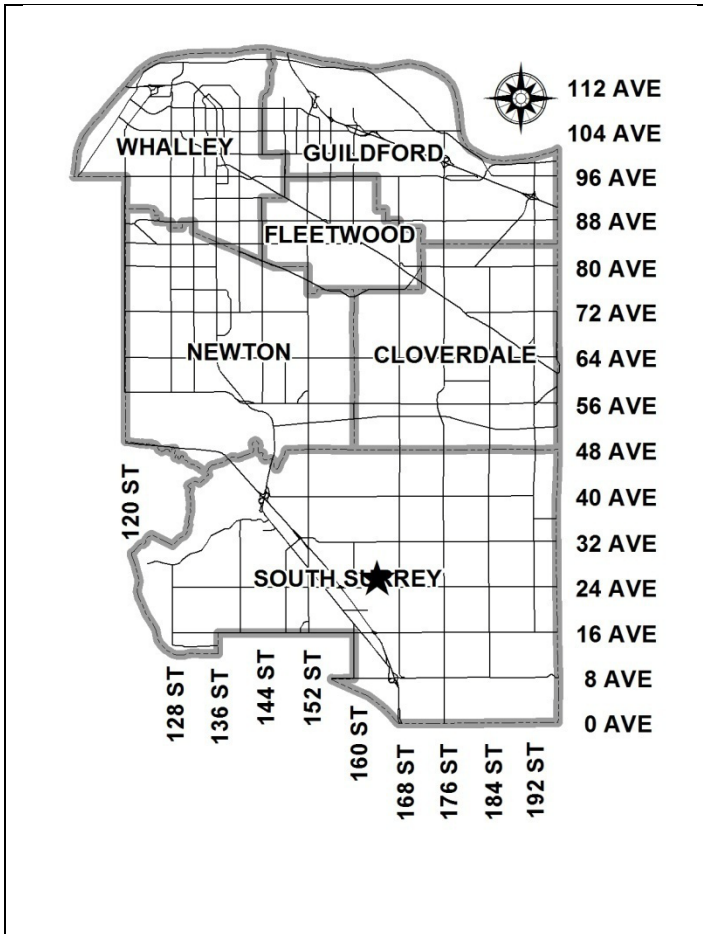 112 AVE
104 AVE
WHALLEY
GUILDFORD
96 AVE
88 AVE
FLEETWOOD
80 AVE
72 AVE
NEWTON
CLOVERDALE
64 AVE
56 AVE
48 AVE
120 ST
40 AVE
32 AVE
SOUTH SURREY
24 AVE
16 AVE
128 ST
136 ST
144 ST
152 ST
160 ST
8 AVE
0 AVE
168 ST
176 ST
184 ST
192 ST